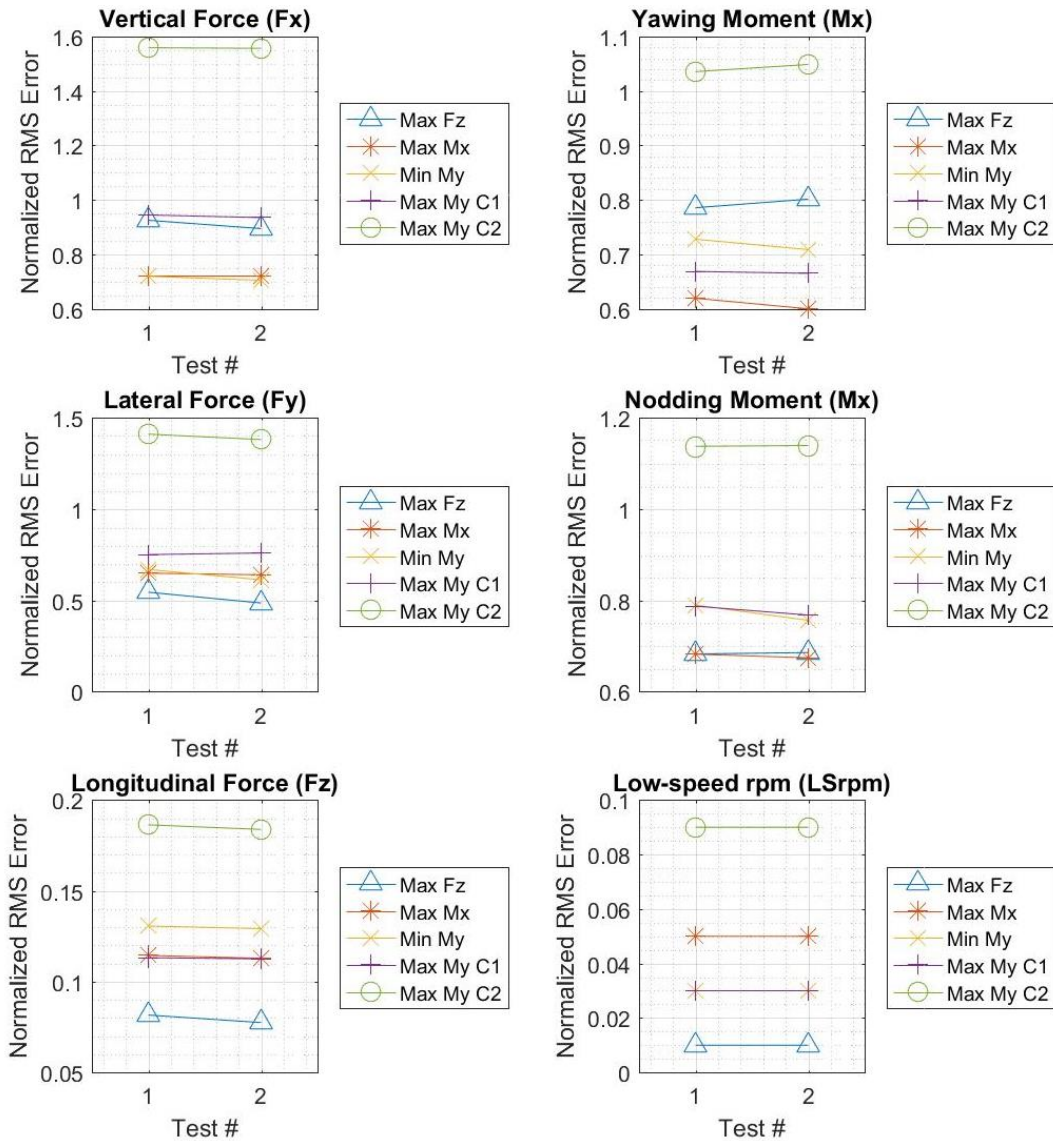 Vertical Force (Fx)
Normalized RMS Error
1.6
1.4
1.2
1
0.8
0.6
1
2
Test #
Max Fz
Max Mx
Min My
Max My C1
Max My C2
Yawing Moment (Mx)
Normalized RMS Error
1.1
1
0.9
0.8
0.7
0.6
1
2
Test #
Max Fz
Max Mx
Min My
Max My C1
Max My C2
Lateral Force (Fy)
Normalized RMS Error
1.5
1
0.5
0
1
2
Test #
Max Fz
Max Mx
Min My
Max My C1
Max My C2
Nodding Moment (Mx)
Normalized RMS Error
1.2
1
0.8
0.6
1
2
Test #
Max Fz
Max Mx
Min My
Max My C1
Max My C2
Longitudinal Force (Fz)
Normalized RMS Error
0.2
0.15
0.1
0.05
1
2
Test #
Max Fz
Max Mx
Min My
Max My C1
Max My C2
Low-speed rpm (LSrpm)
Normalized RMS Error
0.1
0.08
0.06
0.04
0.02
0
1
2
Test #
Max Fz
Max Mx
Min My
Max My C1
Max My C2